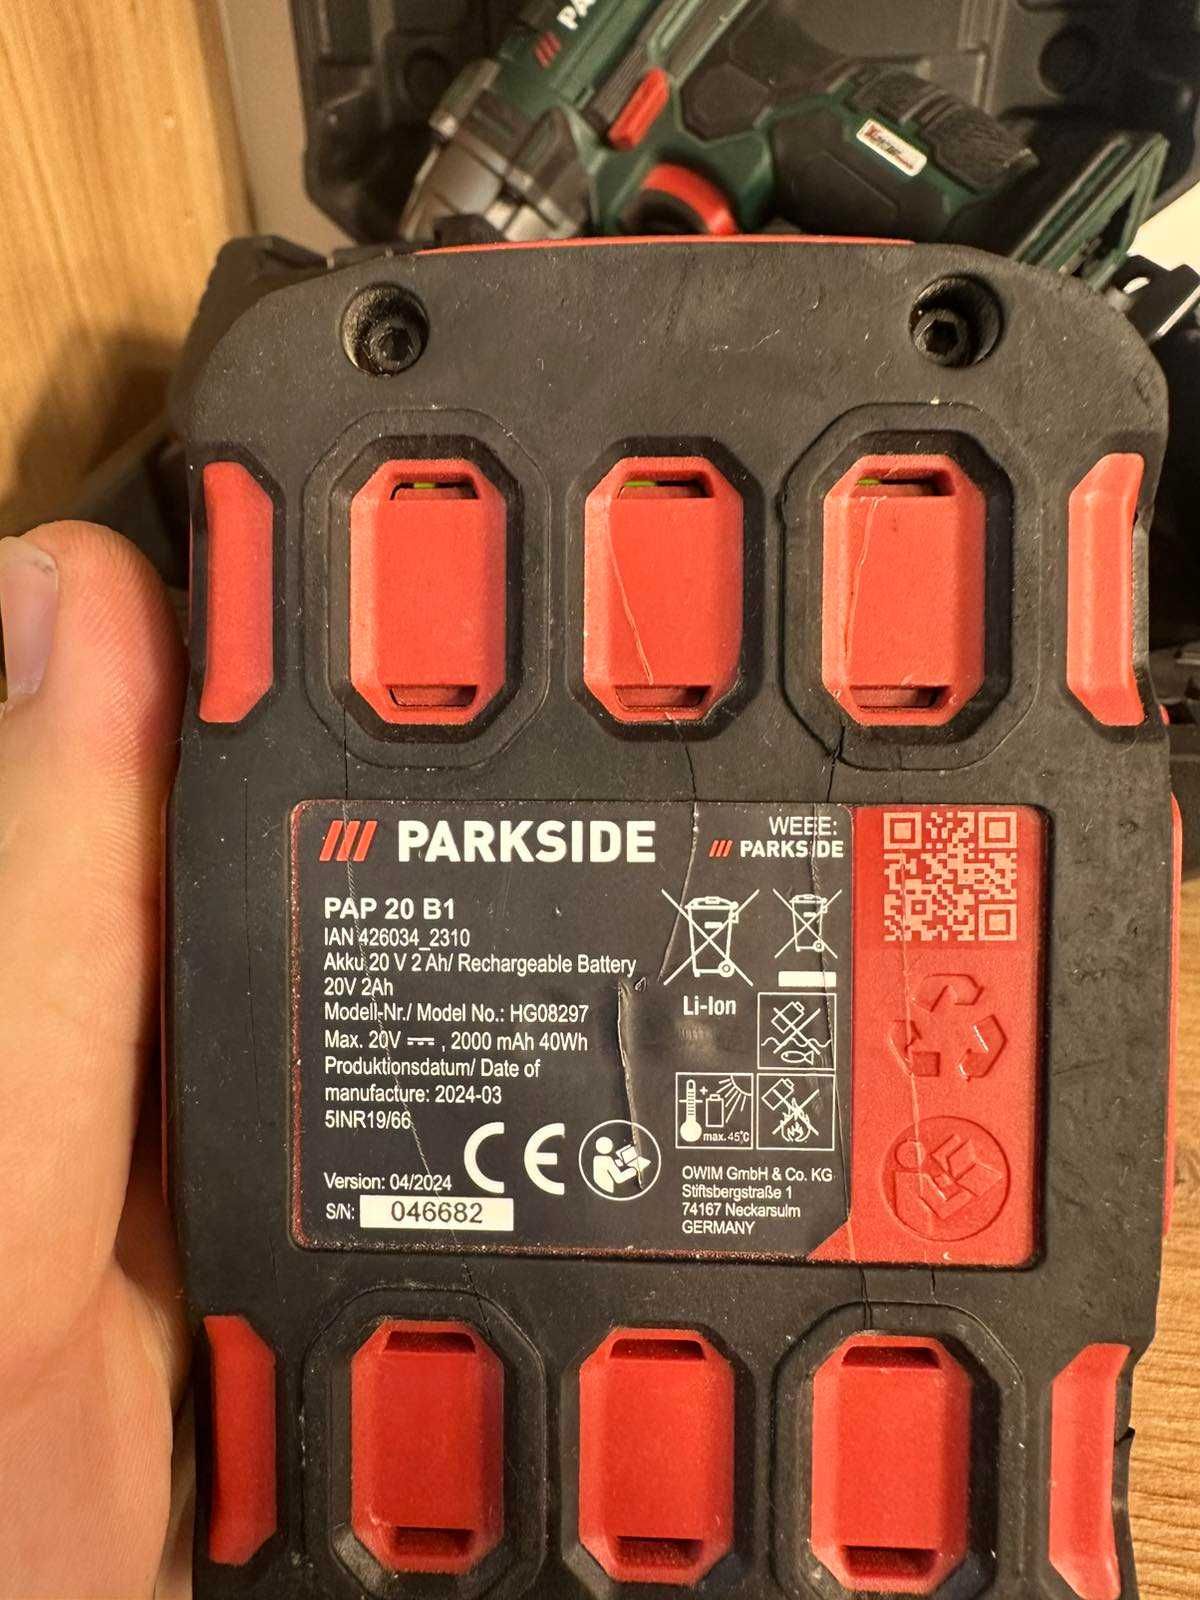 PA
PARKSIDE
WEEE:
PARKSIDE
PAP 20 B1
IAN 426034_2310
Akku 20 V 2 Ah/ Rechargeable Battery
20V 2Ah
Modell-Nr./ Model No.: HG08297
Max. 20V ⎓ , 2000 mAh 40Wh
Produktionsdatum/ Date of
manufacture: 2024-03
5INR19/66
Li-Ion
max. 45°C
CE
Version: 04/2024
S/N: 046682
OWIM GmbH & Co. KG
Stiftsbergstraße 1
74167 Neckarsulm
GERMANY